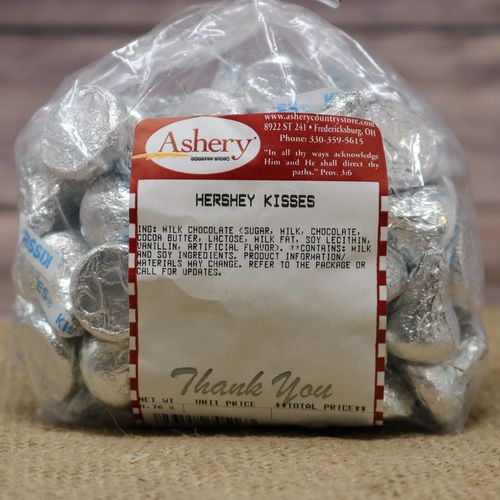 www.asherycountrystore.com
8922 ST 241 • Fredericksburg, OH
Phone: 330-359-5615
"In all thy ways acknowledge
Him and He shall direct thy
paths." Prov. 3:6
Ashery
COUNTRY STORE
HERSHEY KISSES
ING: MILK CHOCOLATE (SUGAR, MILK, CHOCOLATE,
COCOA BUTTER, LACTOSE, MILK FAT, SOY LECITHIN,
VANILLIN, ARTIFICIAL FLAVOR). **CONTAINS: MILK
AND SOY INGREDIENTS. PRODUCT INFORMATION/
MATERIALS MAY CHANGE. REFER TO THE PACKAGE OR
CALL FOR UPDATES.
Thank You
NET WT UNIT PRICE **TOTAL PRICE**
KISSES